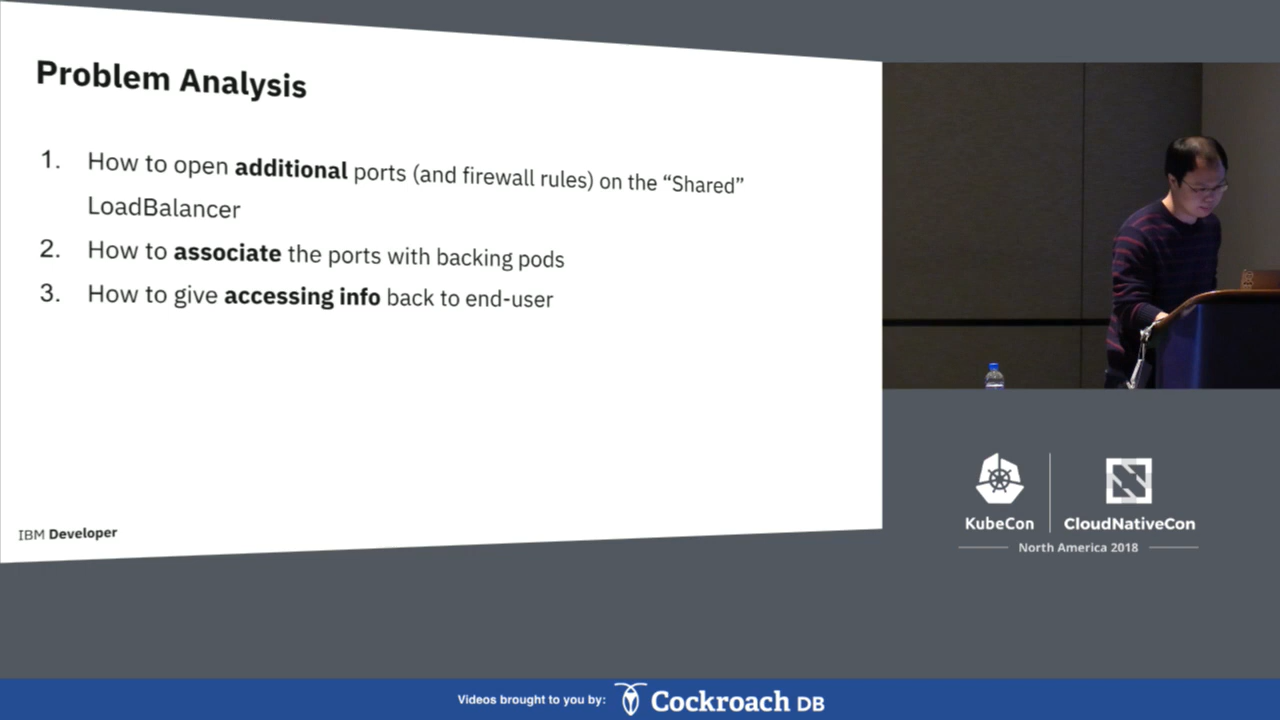 Problem Analysis
1. How to open additional ports (and firewall rules) on the “Shared”
LoadBalancer
2. How to associate the ports with backing pods
3. How to give accessing info back to end-user
IBM Developer
KubeCon
CloudNativeCon
North America 2018
Videos brought to you by:
Cockroach DB